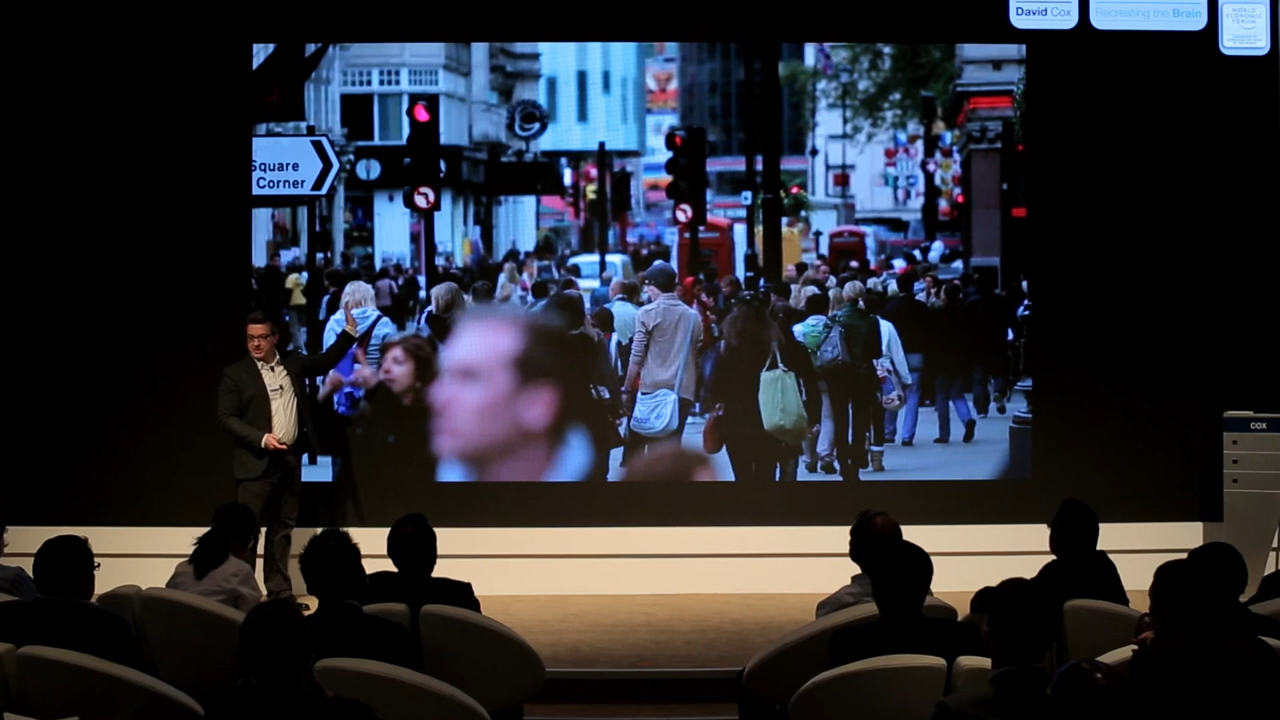 David Cox
Recreating the Brain
WORLD
ECONOMIC
FORUM
Square
Corner
COX